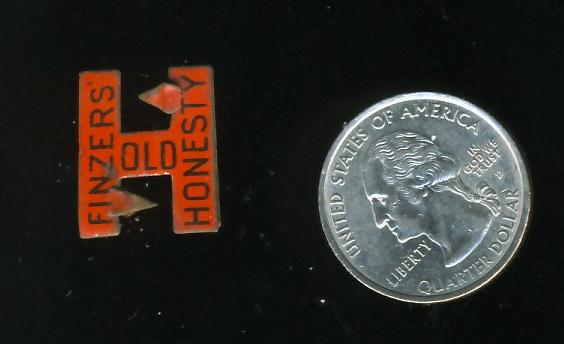 FINZERS'
OLD
HONESTY
UNITED STATES OF AMERICA
IN
GOD WE
TRUST
D
LIBERTY
QUARTER DOLLAR